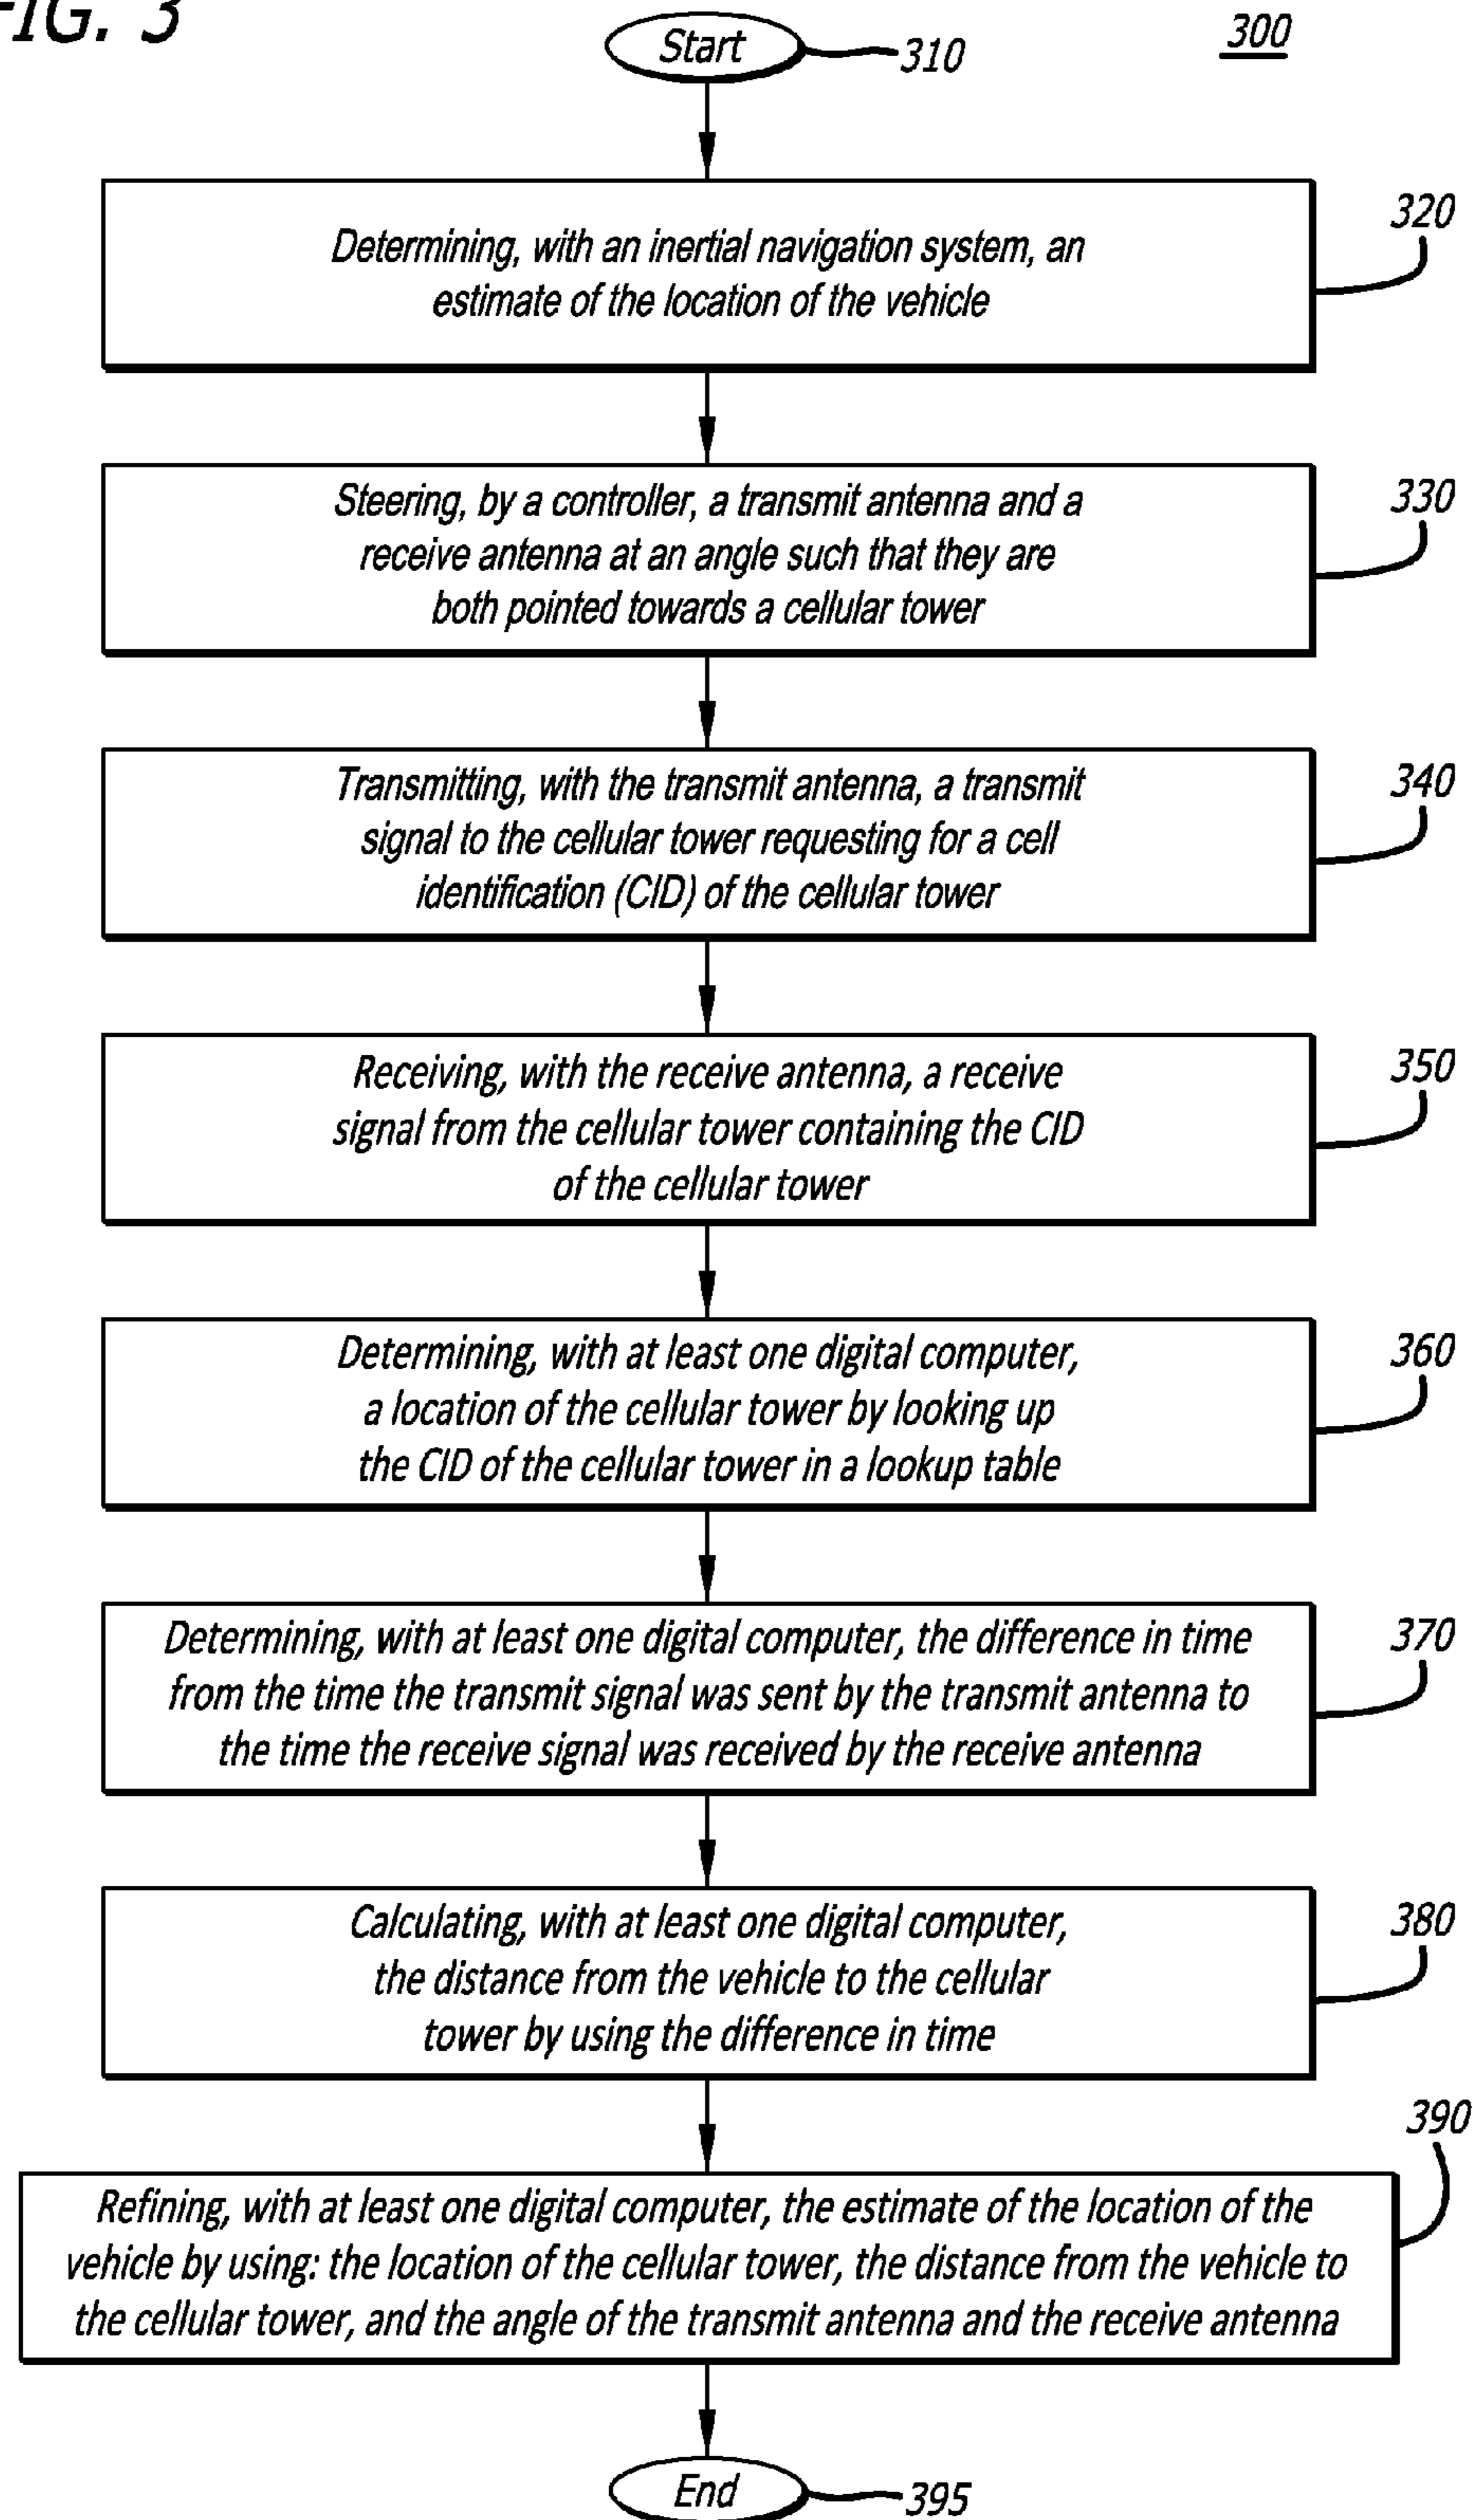 FIG. 3
300
Start
310
Determining, with an inertial navigation system, an
estimate of the location of the vehicle
320
Steering, by a controller, a transmit antenna and a
receive antenna at an angle such that they are
both pointed towards a cellular tower
330
Transmitting, with the transmit antenna, a transmit
signal to the cellular tower requesting for a cell
identification (CID) of the cellular tower
340
Receiving, with the receive antenna, a receive
signal from the cellular tower containing the CID
of the cellular tower
350
Determining, with at least one digital computer,
a location of the cellular tower by looking up
the CID of the cellular tower in a lookup table
360
Determining, with at least one digital computer, the difference in time
from the time the transmit signal was sent by the transmit antenna to
the time the receive signal was received by the receive antenna
370
Calculating, with at least one digital computer,
the distance from the vehicle to the cellular
tower by using the difference in time
380
Refining, with at least one digital computer, the estimate of the location of the
vehicle by using: the location of the cellular tower, the distance from the vehicle to
the cellular tower, and the angle of the transmit antenna and the receive antenna
390
End
395